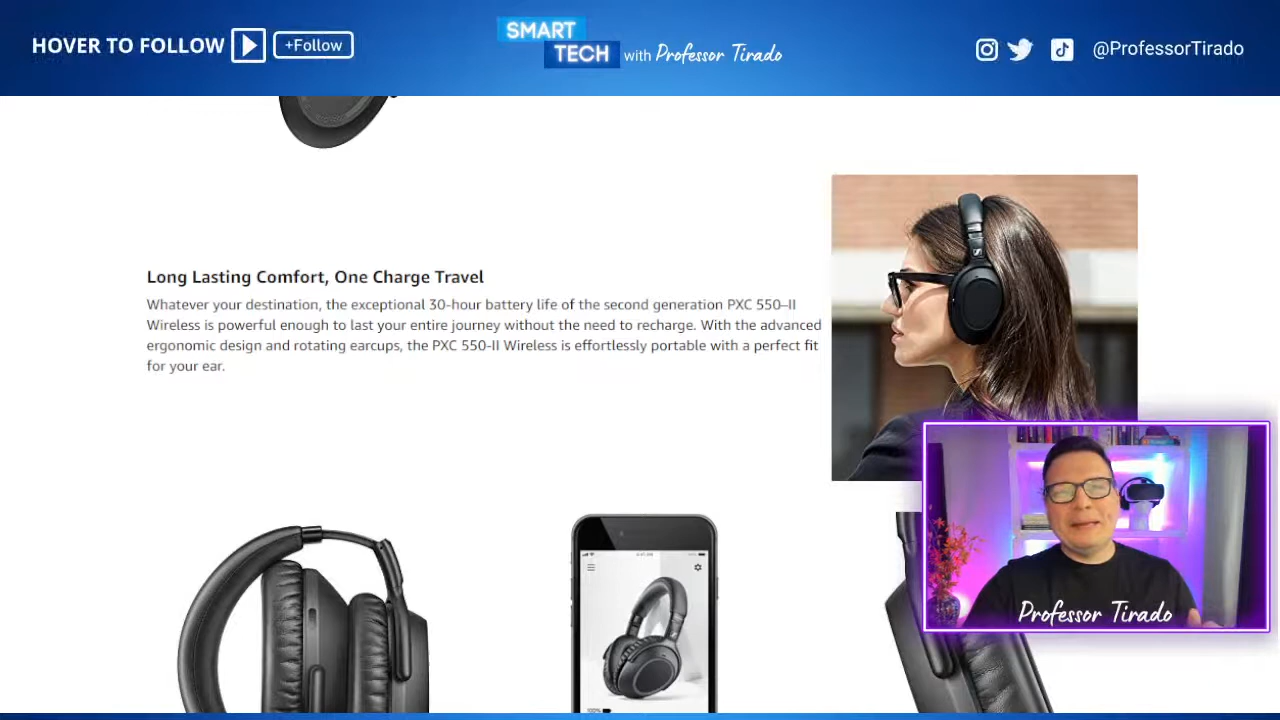 HOVER TO FOLLOW
+Follow
SMART
TECH
with Professor Tirado
@ProfessorTirado
Long Lasting Comfort, One Charge Travel
Whatever your destination, the exceptional 30-hour battery life of the second generation PXC 550–II
Wireless is powerful enough to last your entire journey without the need to recharge. With the advanced
ergonomic design and rotating earcups, the PXC 550-II Wireless is effortlessly portable with a perfect fit
for your ear.
Professor Tirado